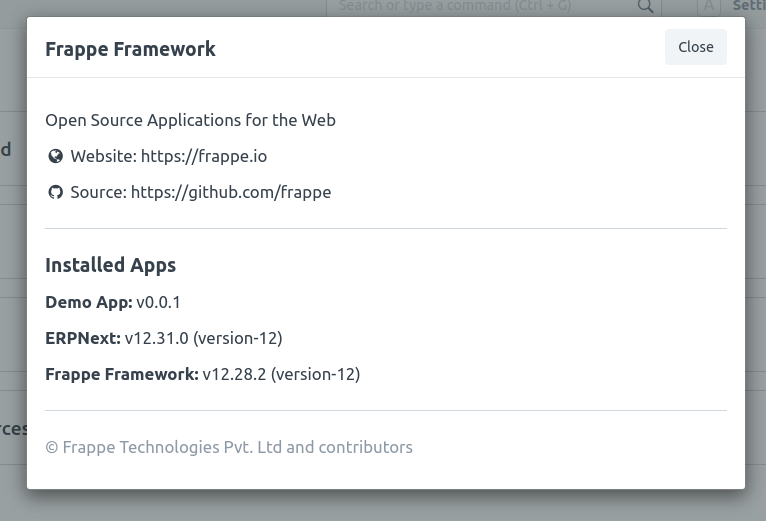 Search or type a command (Ctrl + G)
A Setti
Frappe Framework
Close
Open Source Applications for the Web
Website: https://frappe.io
Source: https://github.com/frappe
d
Installed Apps
Demo App: v0.0.1
ERPNext: v12.31.0 (version-12)
Frappe Framework: v12.28.2 (version-12)
rces
© Frappe Technologies Pvt. Ltd and contributors